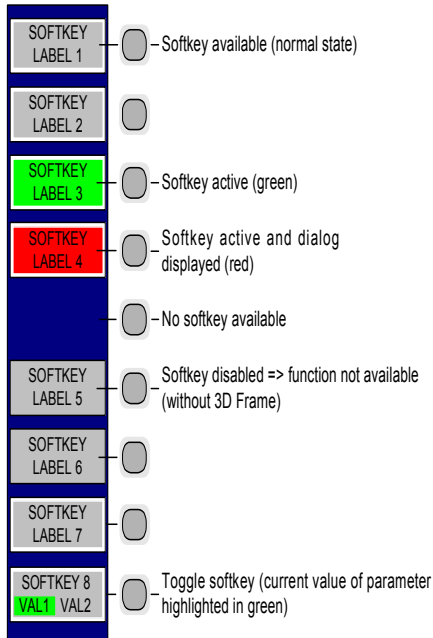 SOFTKEY
LABEL 1
Softkey available (normal state)
SOFTKEY
LABEL 2
SOFTKEY
LABEL 3
Softkey active (green)
SOFTKEY
LABEL 4
Softkey active and dialog
displayed (red)
No softkey available
SOFTKEY
LABEL 5
Softkey disabled => function not available
(without 3D Frame)
SOFTKEY
LABEL 6
SOFTKEY
LABEL 7
SOFTKEY 8
VAL1 VAL2
Toggle softkey (current value of parameter
highlighted in green)